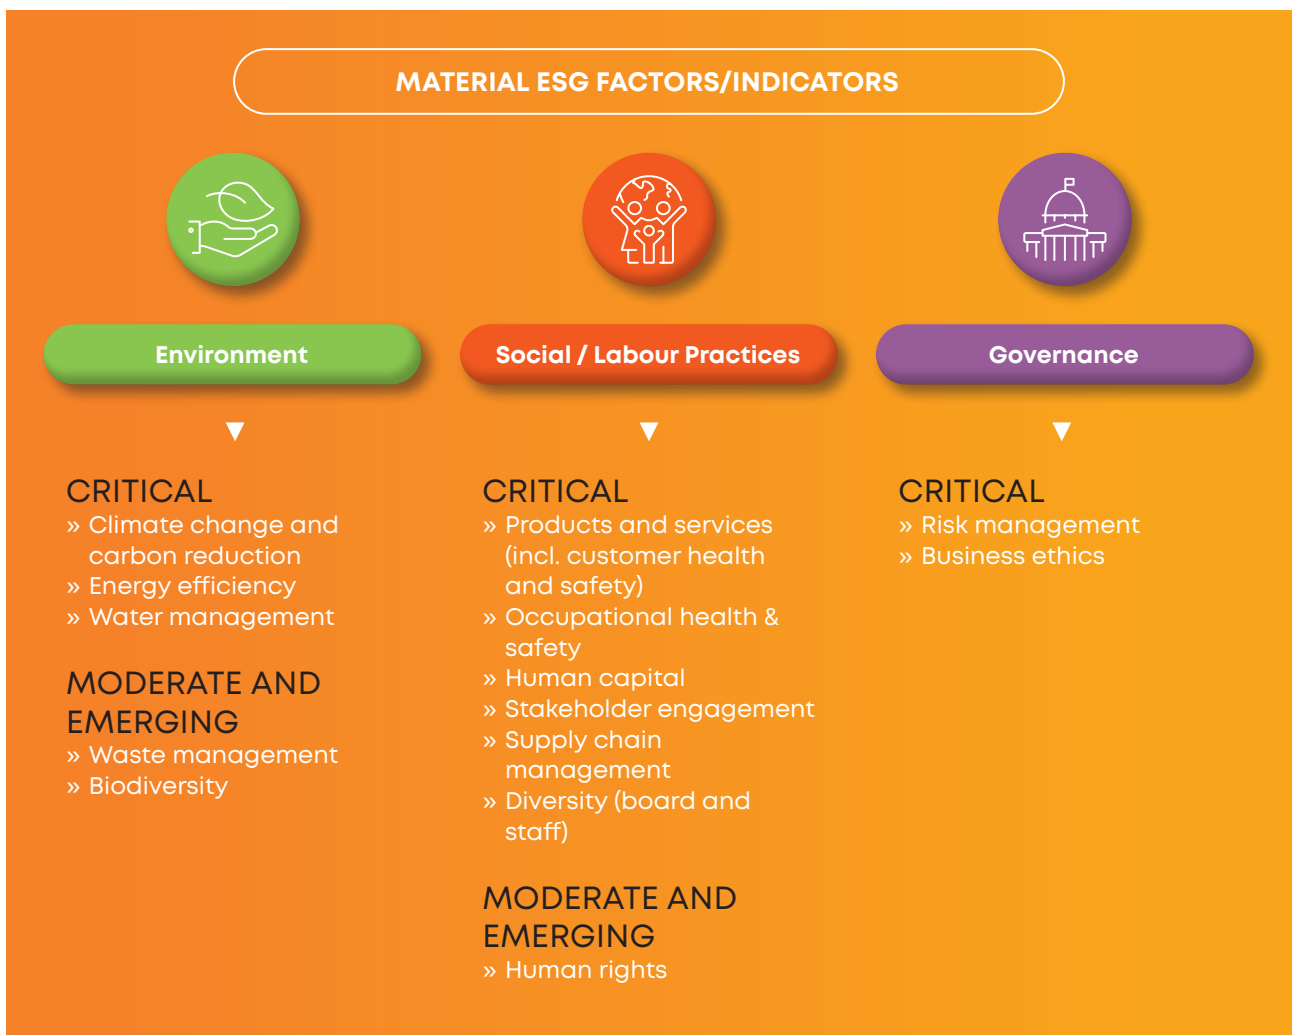 MATERIAL ESG FACTORS/INDICATORS
Environment
CRITICAL
» Climate change and
carbon reduction
» Energy efficiency
» Water management
MODERATE AND
EMERGING
» Waste management
» Biodiversity
Social / Labour Practices
CRITICAL
» Products and services
(incl. customer health
and safety)
» Occupational health &
safety
» Human capital
» Stakeholder engagement
» Supply chain
management
» Diversity (board and
staff)
MODERATE AND
EMERGING
» Human rights
Governance
CRITICAL
» Risk management
» Business ethics